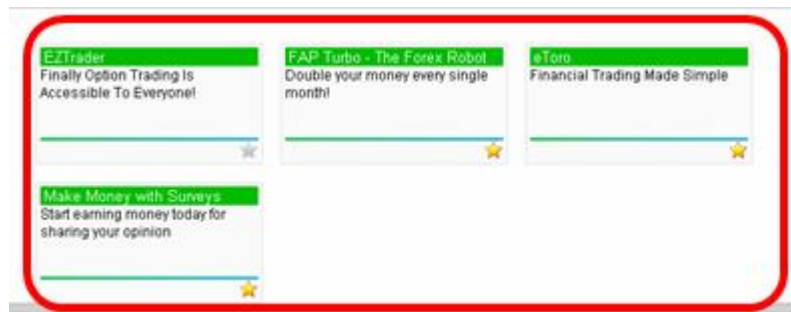 EZTrader
Finally Option Trading Is
Accessible To Everyone!
FAP Turbo - The Forex Robot
Double your money every single
month!
eToro
Financial Trading Made Simple
Make Money with Surveys
Start earning money today for
sharing your opinion